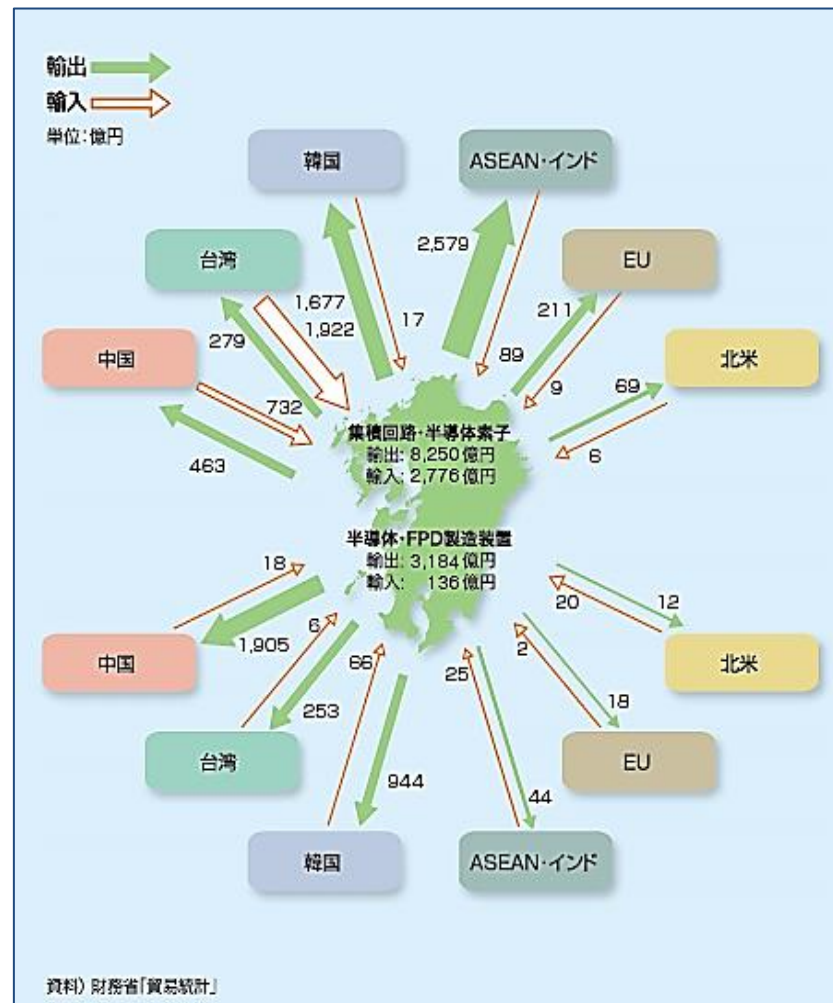 輸出
輸入
単位:億円
韓国
ASEAN・インド
台湾
EU
中国
北米
2,579
1,677
1,922
17
211
279
89
9
69
732
6
463
集積回路・半導体素子
輸出: 8,250億円
輸入: 2,776億円
半導体・FPD製造装置
輸出: 3,184億円
輸入: 136億円
18
1,905
6
253
66
944
25
44
2
18
20
12
中国
北米
台湾
EU
韓国
ASEAN・インド
資料) 財務省「貿易統計」